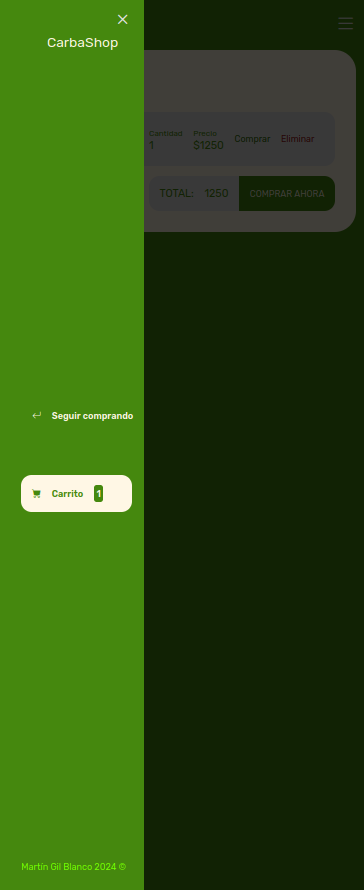 CarbaShop
Cantidad Precio
1 $1250 Comprar Eliminar
TOTAL: 1250 COMPRAR AHORA
Seguir comprando
Carrito 1
Martín Gil Blanco 2024 ©